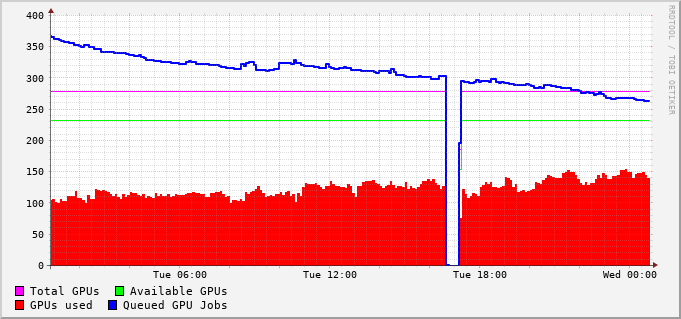 400
350
300
250
200
150
100
50
0
Tue 06:00 Tue 12:00 Tue 18:00 Wed 00:00
Total GPUs Available GPUs
GPUs used Queued GPU Jobs
RRDTOOL / TOBI OETIKER